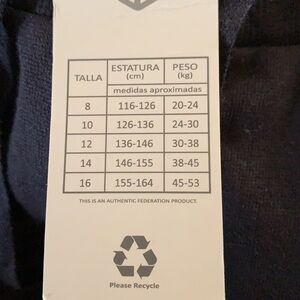 TALLA ESTATURA (cm) PESO (kg)
medidas aproximadas
8 116-126 20-24
10 126-136 24-30
12 136-146 30-38
14 146-155 38-45
16 155-164 45-53
THIS IS AN AUTHENTIC FEDERATION PRODUCT.
Please Recycle